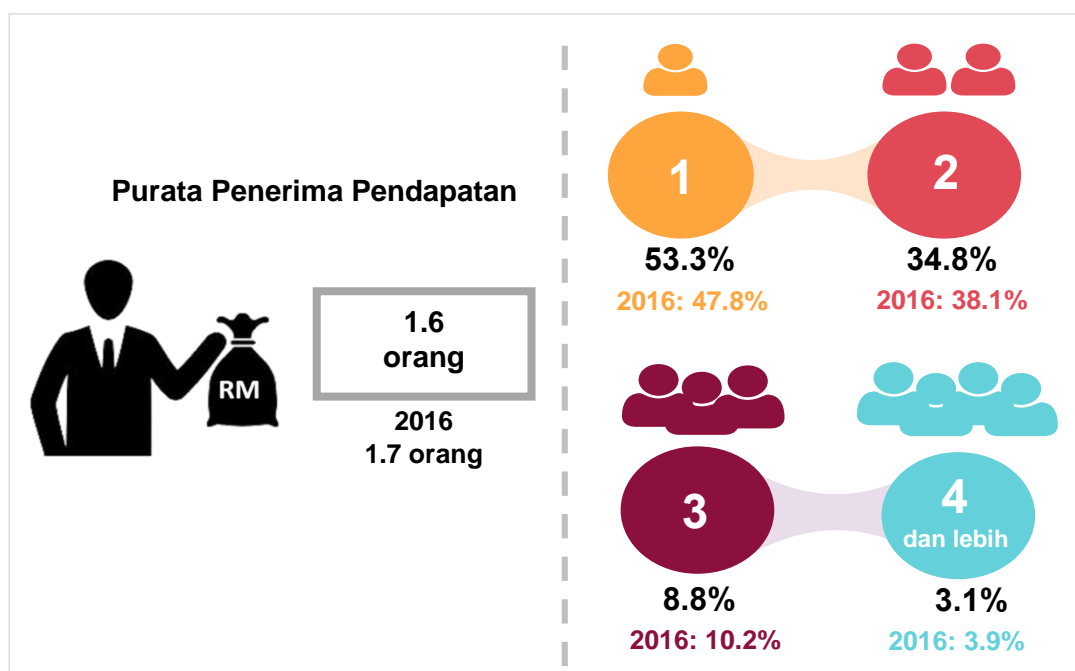 Purata Penerima Pendapatan
RM
1.6
orang
2016
1.7 orang
1
53.3%
2016: 47.8%
2
34.8%
2016: 38.1%
3
8.8%
2016: 10.2%
4
dan lebih
3.1%
2016: 3.9%